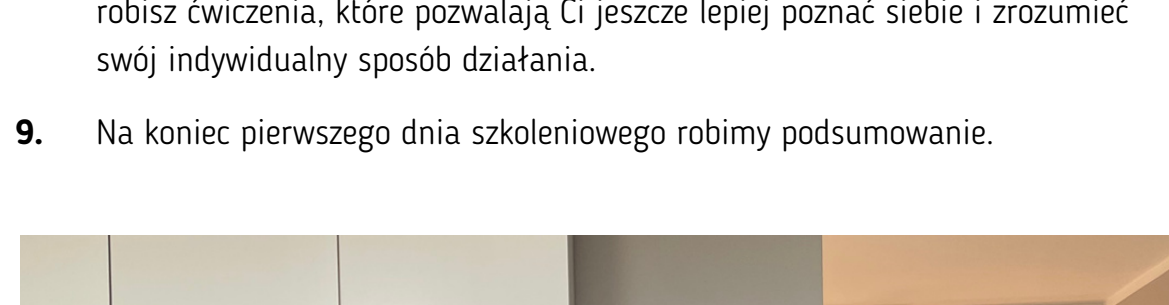 robisz ćwiczenia, które pozwalają Ci jeszcze lepiej poznać siebie i zrozumieć
swój indywidualny sposób działania.
9. Na koniec pierwszego dnia szkoleniowego robimy podsumowanie.